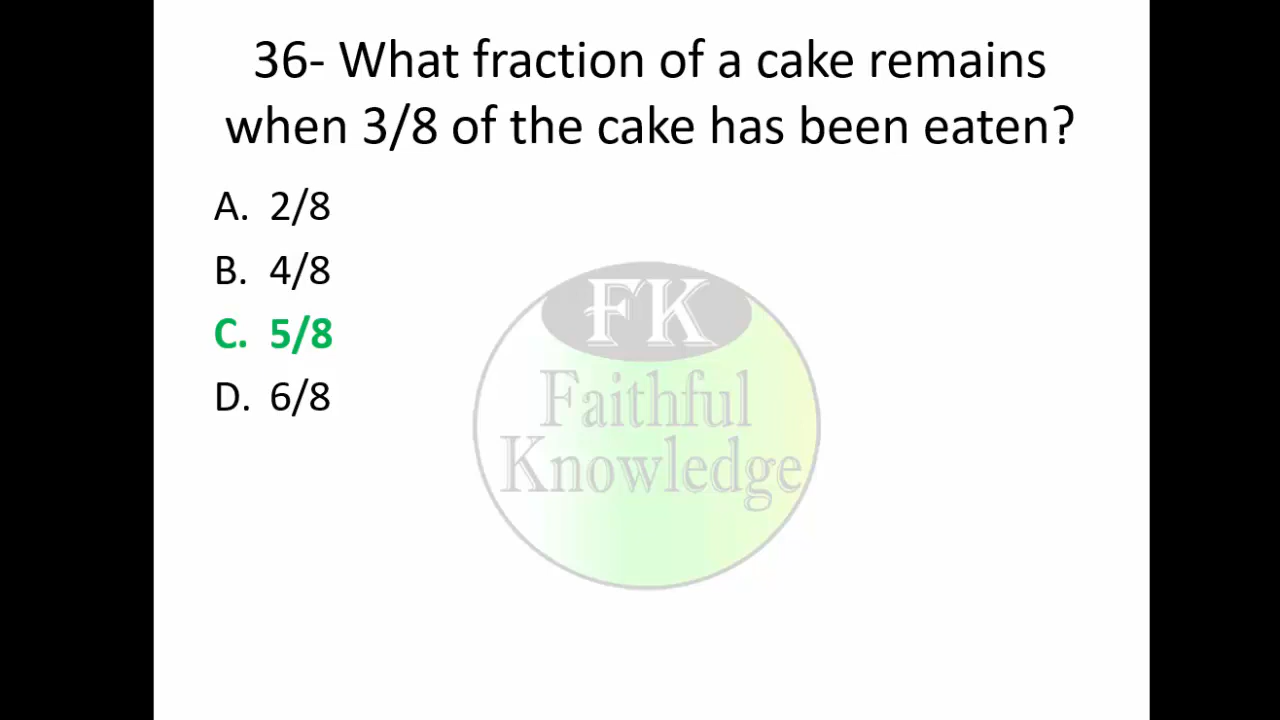 36- What fraction of a cake remains
when 3/8 of the cake has been eaten?
A. 2/8
B. 4/8
C. 5/8
D. 6/8
FK
Faithful
Knowledge